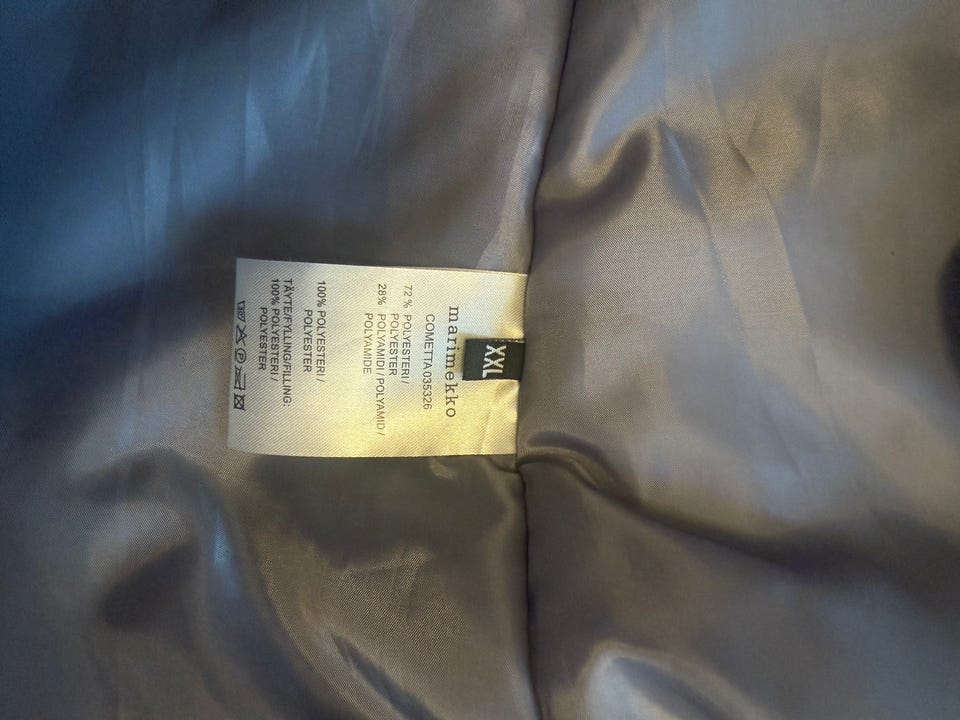 XXL
marimekko
COMETTA 035326
72 % POLYESTERI /
POLYESTER
28% POLYAMIDI / POLYAMID /
POLYAMIDE
100% POLYESTERI /
POLYESTER
TÄYTE/FYLLING/FILLING:
100% POLYESTERI /
POLYESTER